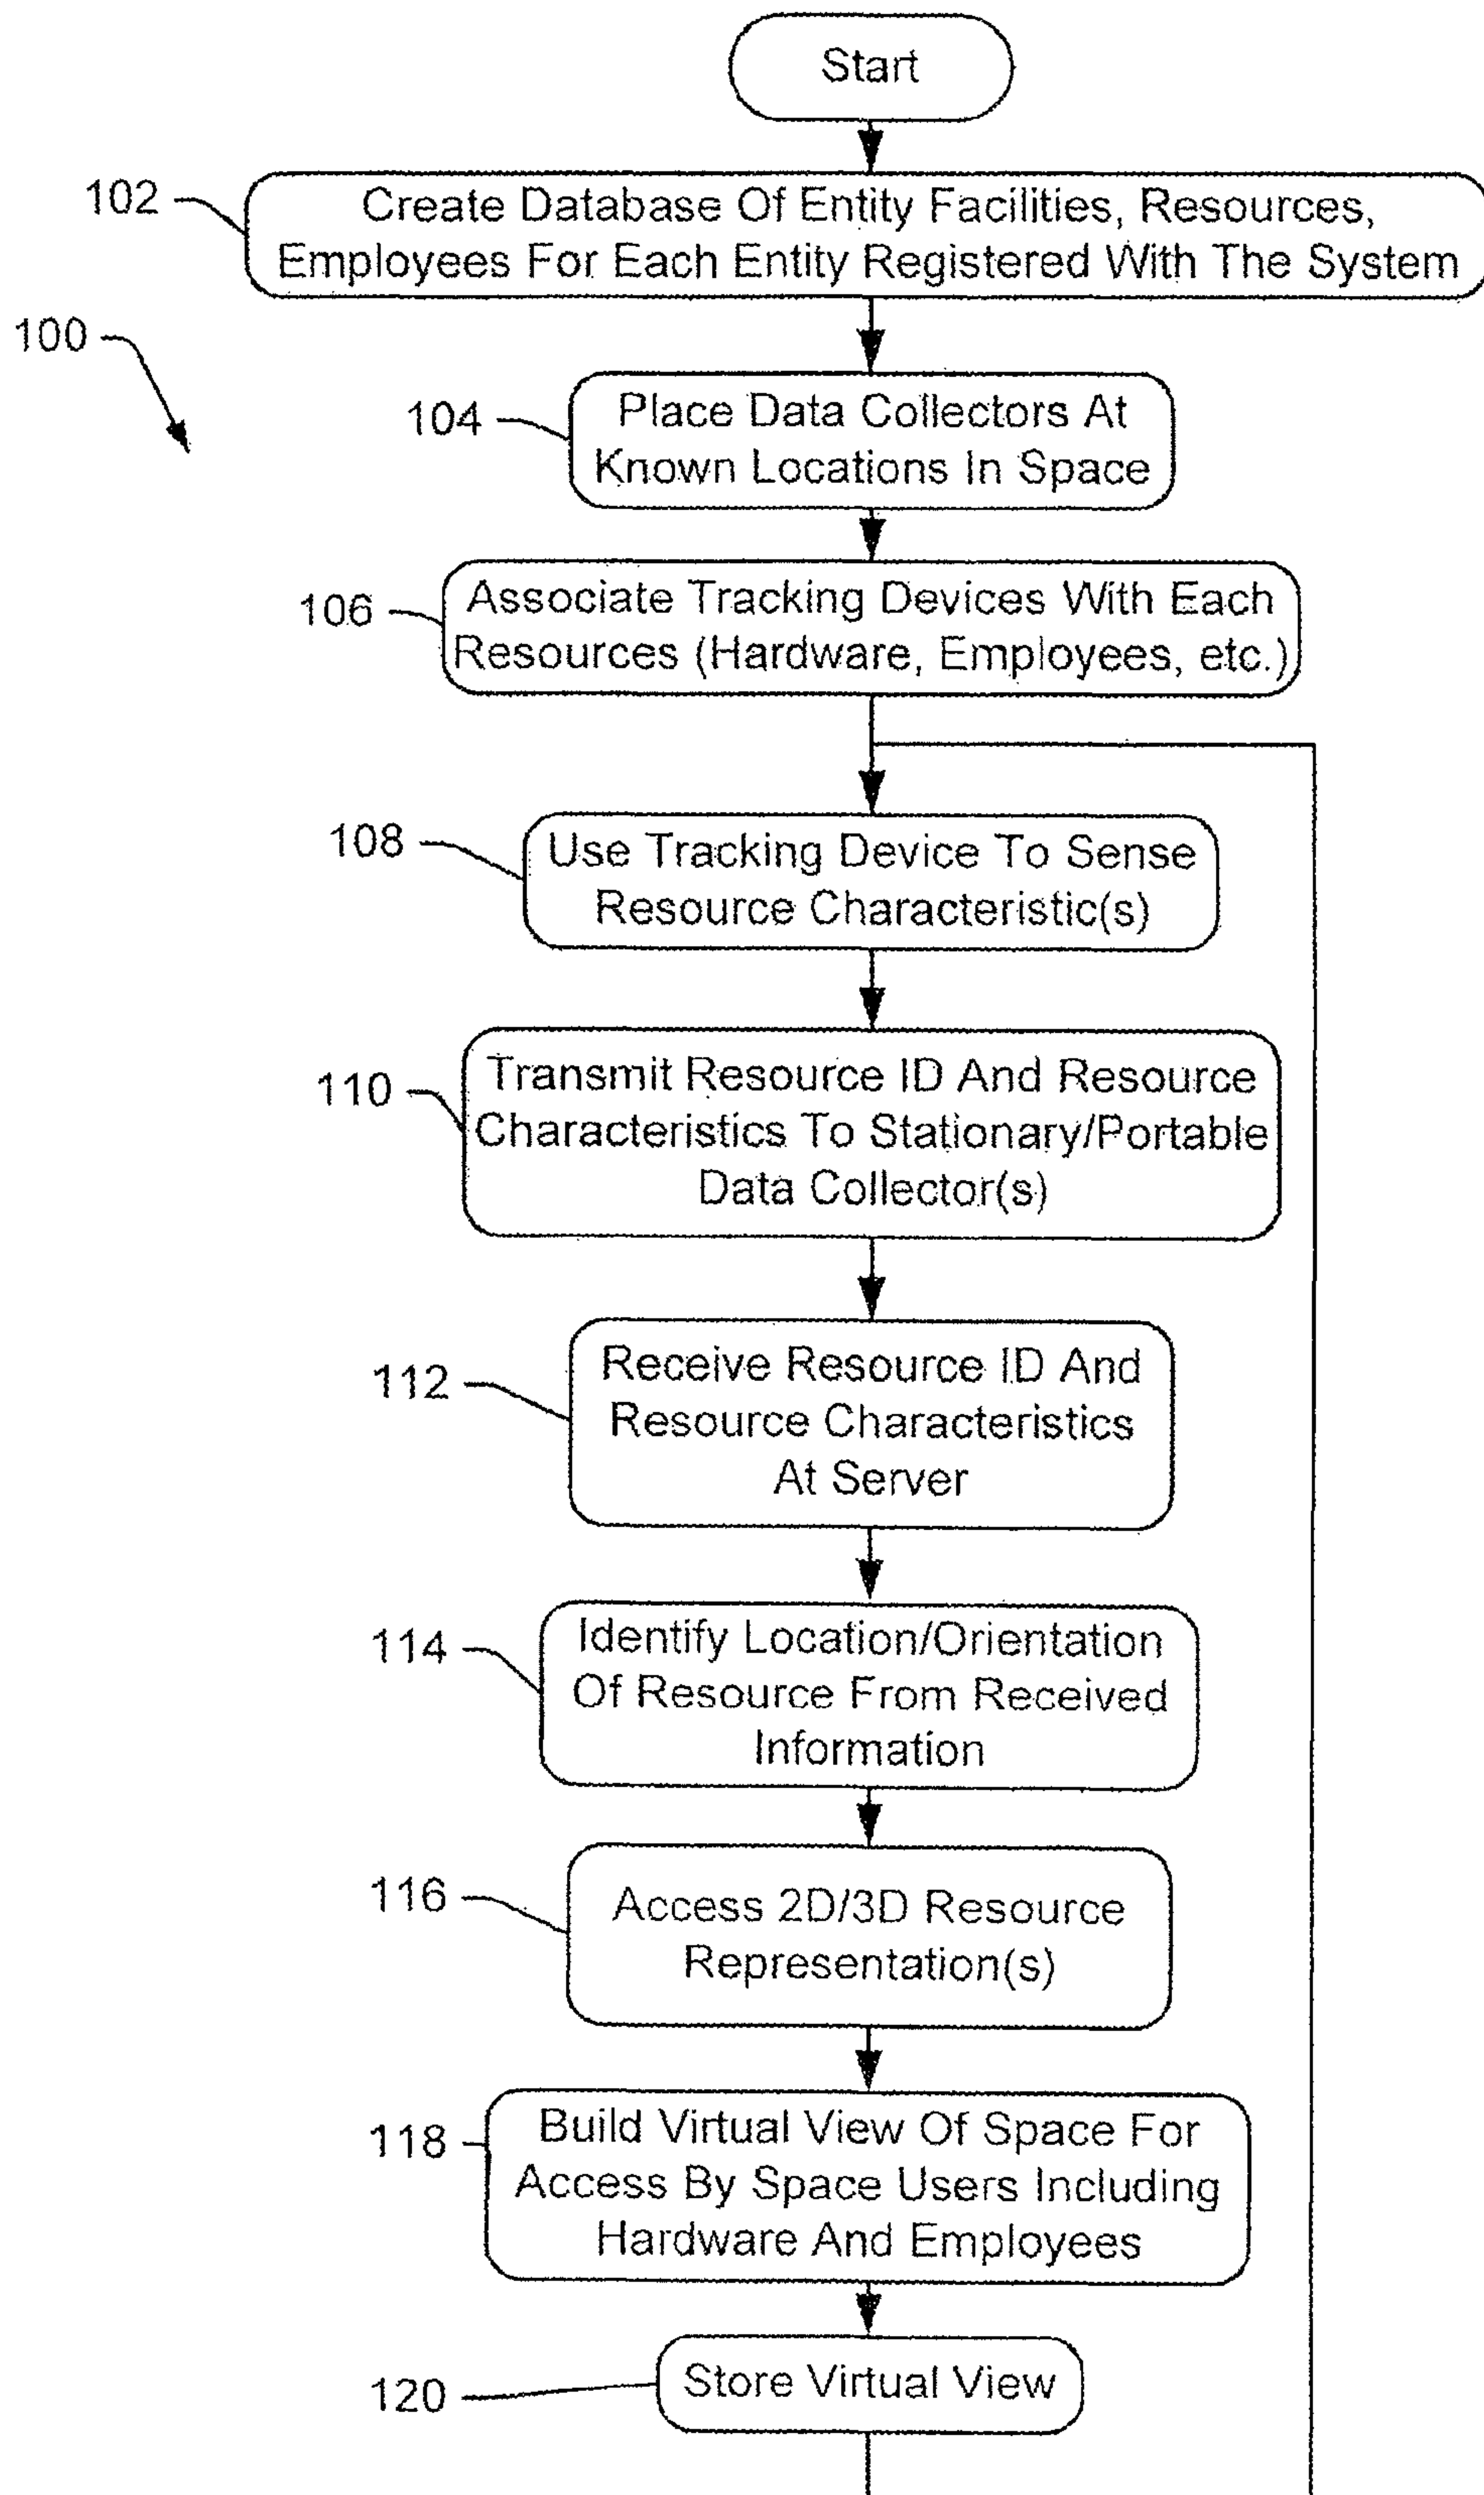 Start
102
Create Database Of Entity Facilities, Resources,
Employees For Each Entity Registered With The System
100
104
Place Data Collectors At
Known Locations In Space
106
Associate Tracking Devices With Each
Resources (Hardware, Employees, etc.)
108
Use Tracking Device To Sense
Resource Characteristic(s)
110
Transmit Resource ID And Resource
Characteristics To Stationary/Portable
Data Collector(s)
112
Receive Resource ID And
Resource Characteristics
At Server
114
Identify Location/Orientation
Of Resource From Received
Information
116
Access 2D/3D Resource
Representation(s)
118
Build Virtual View Of Space For
Access By Space Users Including
Hardware And Employees
120
Store Virtual View